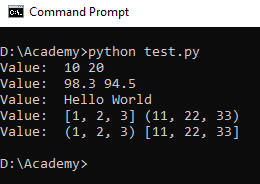 Command Prompt
D:\Academy>python test.py
Value:  10 20
Value:  98.3 94.5
Value:  Hello World
Value:  [1, 2, 3] (11, 22, 33)
Value:  (1, 2, 3) [11, 22, 33]
D:\Academy>